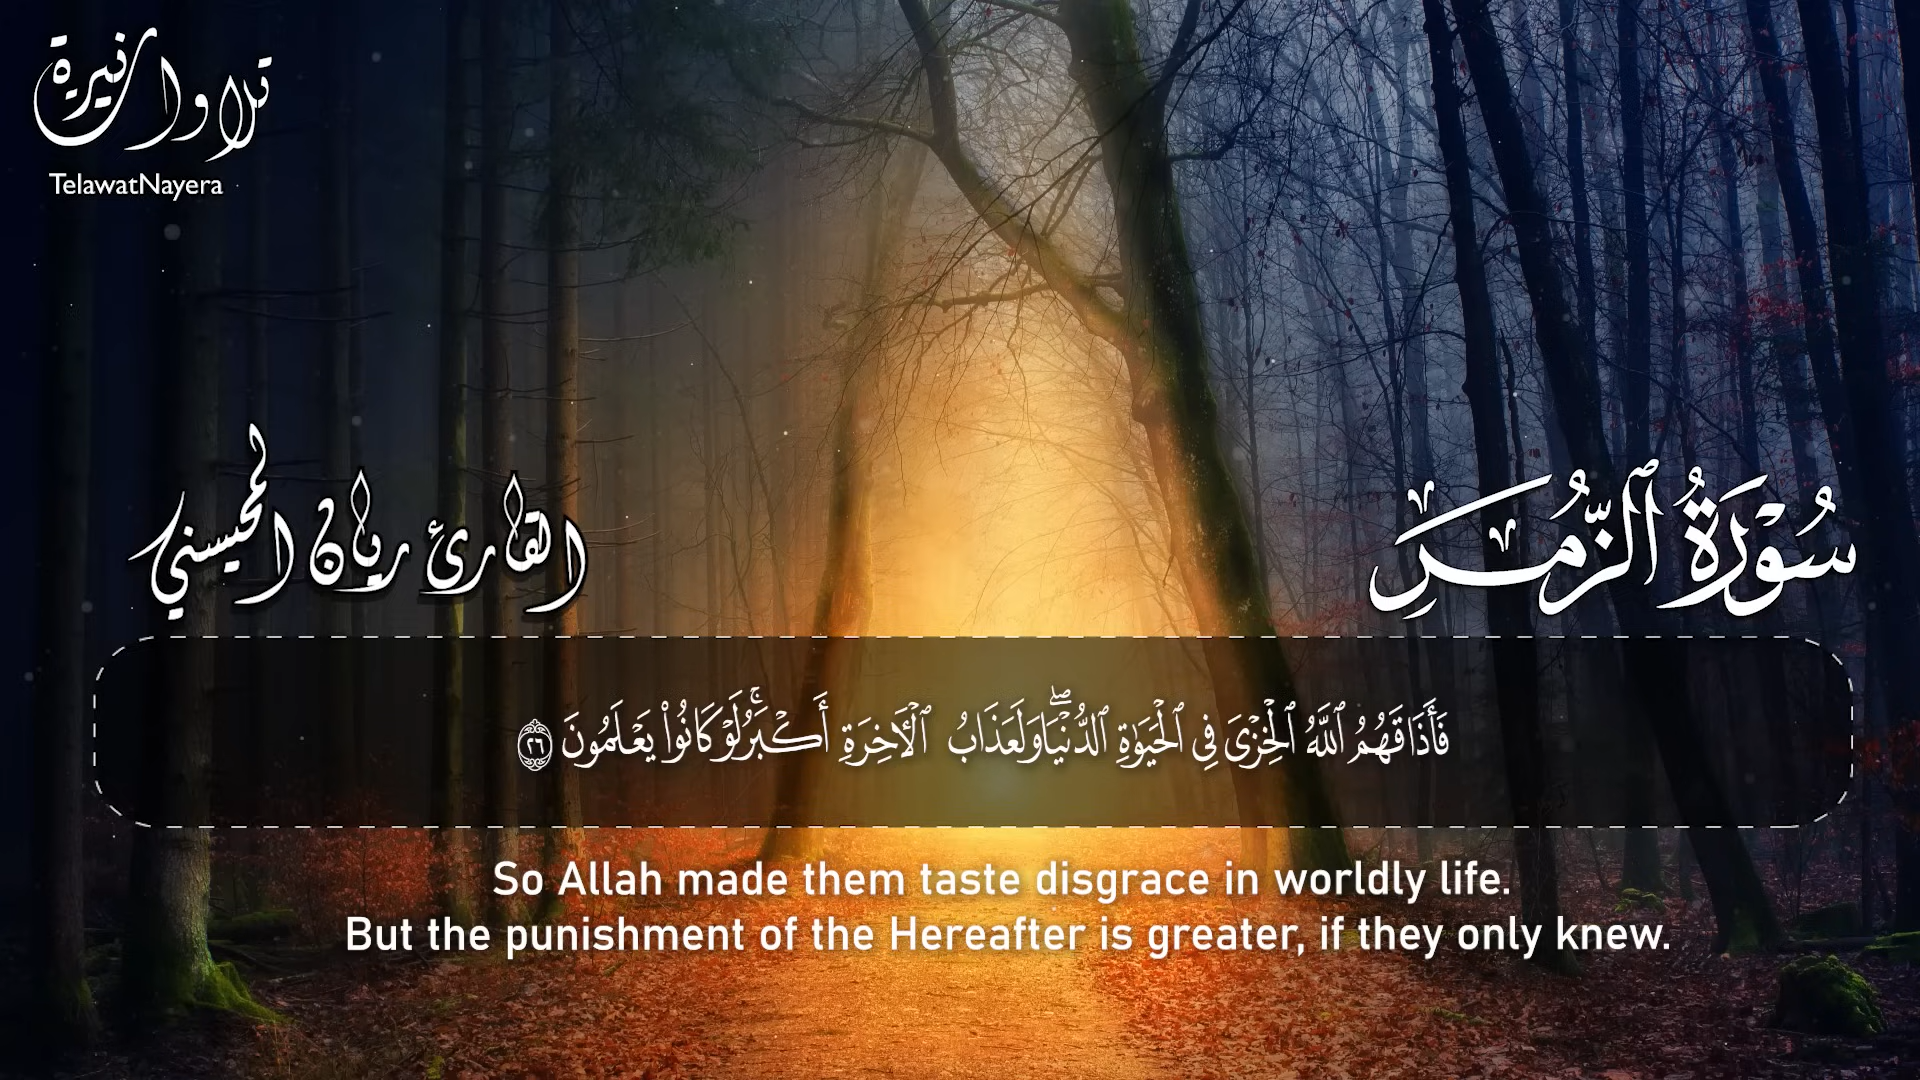 تلاوات نيرة
TelawatNayera
سُورَةُ ٱلزُّمَرِ
القارئ ريان المحيسني
فَأَذَاقَهُمُ ٱللَّهُ ٱلْخِزْىَ فِى ٱلْحَيَوٰةِ ٱلدُّنْيَا ۖ وَلَعَذَابُ ٱلْـَٔاخِرَةِ أَكْبَرُ ۚ لَوْ كَانُوا۟ يَعْلَمُونَ ٢٦
So Allah made them taste disgrace in worldly life.
But the punishment of the Hereafter is greater, if they only knew.